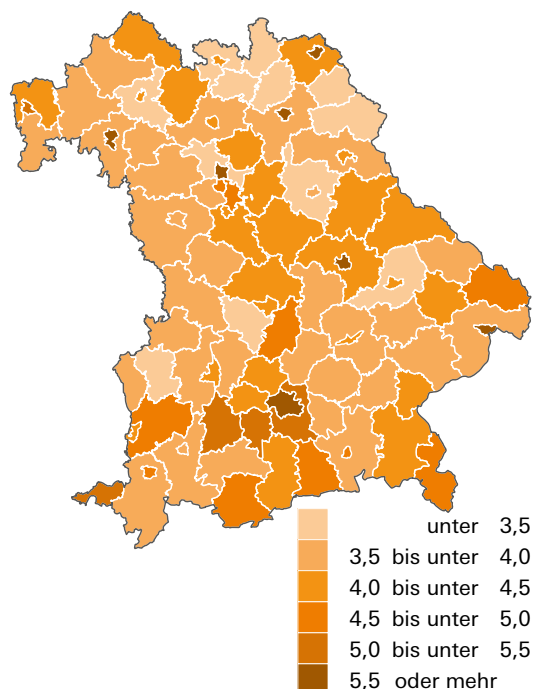 unter 3,5
3,5 bis unter 4,0
4,0 bis unter 4,5
4,5 bis unter 5,0
5,0 bis unter 5,5
5,5 oder mehr